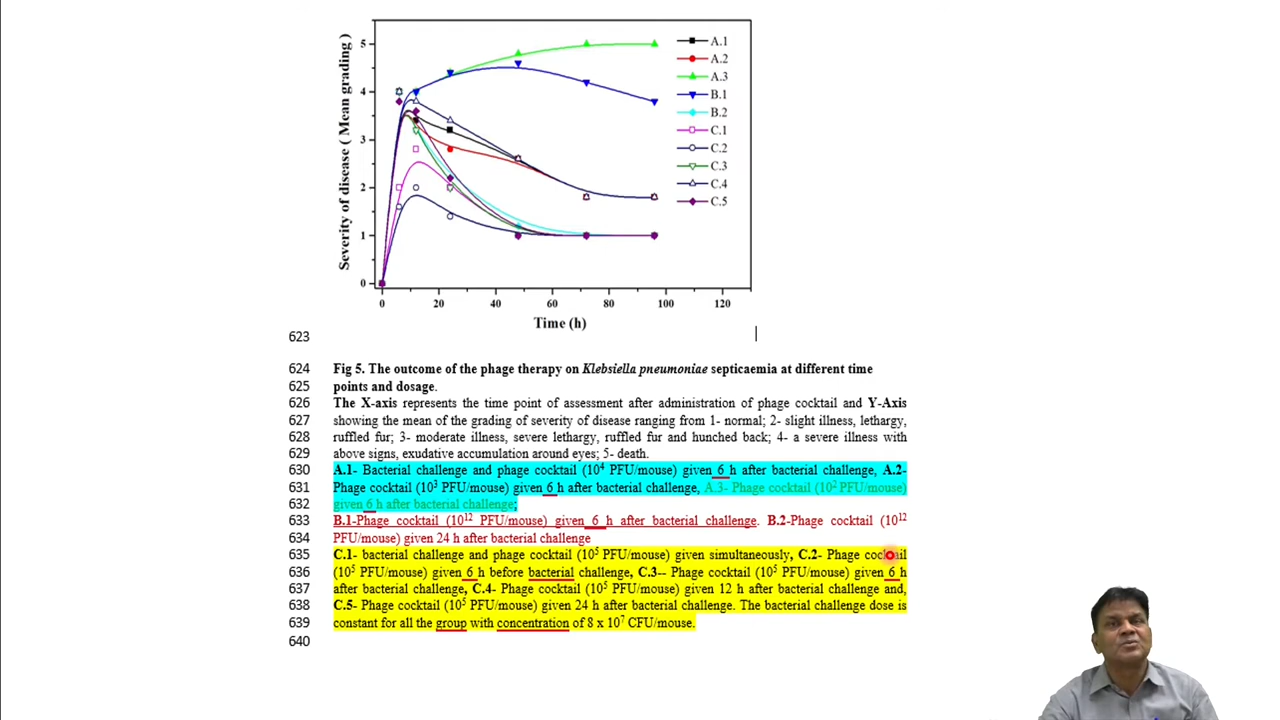 5
4
3
2
1
0
Severity of disease ( Mean grading )
A.1
A.2
A.3
B.1
B.2
C.1
C.2
C.3
C.4
C.5
0 20 40 60 80 100 120
Time (h)
623
624 Fig 5. The outcome of the phage therapy on Klebsiella pneumoniae septicaemia at different time
625 points and dosage.
626 The X-axis represents the time point of assessment after administration of phage cocktail and Y-Axis
627 showing the mean of the grading of severity of disease ranging from 1- normal; 2- slight illness, lethargy,
628 ruffled fur; 3- moderate illness, severe lethargy, ruffled fur and hunched back; 4- a severe illness with
629 above signs, exudative accumulation around eyes; 5- death.
630 A.1- Bacterial challenge and phage cocktail (10⁴ PFU/mouse) given 6 h after bacterial challenge, A.2-
631 Phage cocktail (10³ PFU/mouse) given 6 h after bacterial challenge, A.3- Phage cocktail (10² PFU/mouse)
632 given 6 h after bacterial challenge;
633 B.1-Phage cocktail (10¹² PFU/mouse) given 6 h after bacterial challenge. B.2-Phage cocktail (10¹²
634 PFU/mouse) given 24 h after bacterial challenge
635 C.1- bacterial challenge and phage cocktail (10⁵ PFU/mouse) given simultaneously, C.2- Phage cocktail
636 (10⁵ PFU/mouse) given 6 h before bacterial challenge, C.3-- Phage cocktail (10⁵ PFU/mouse) given 6 h
637 after bacterial challenge, C.4- Phage cocktail (10⁵ PFU/mouse) given 12 h after bacterial challenge and,
638 C.5- Phage cocktail (10⁵ PFU/mouse) given 24 h after bacterial challenge. The bacterial challenge dose is
639 constant for all the group with concentration of 8 x 10⁷ CFU/mouse.
640